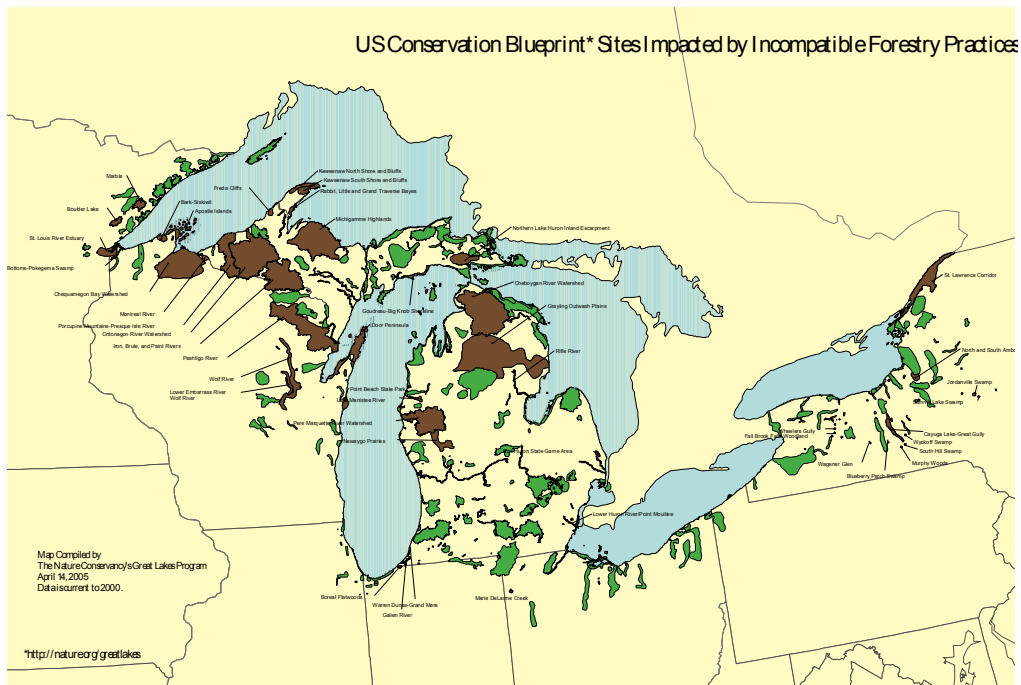 US Conservation Blueprint* Sites Impacted by Incompatible Forestry Practices
Keweenaw North Shore and Bluffs
Marble
Keweenaw South Shore and Bluffs
Freda Cliffs
Rabbit, Little and Grand Traverse Bayes
Bark-Siskiwit
Boulder Lake
Apostle Islands
Michigamme Highlands
Northern Lake Huron Inland Escarpment
St. Louis River Estuary
Bottoms-Pokegema Swamp
St. Lawrence Corridor
Cheboygan River Watershed
Chequamegon Bay Watershed
Grayling Outwash Plains
Goudreau-Big Knob Shoreline
Montreal River
Porcupine Mountains-Presque Isle River
Door Peninsula
Ontonagon River Watershed
Iron, Brule, and Paint Rivers
Rifle River
North and South Ambo
Peshtigo River
Wolf River
Jordanville Swamp
Point Beach State Park
Lower Embarrass River
Wolf River
Little Manistee River
Lake Swamp
Pere Marquette River Watershed
Wheelers Gully
Fall Brook Woodland
Cayuga Lake-Great Gully
Newaygo Prairies
Wyckoff Swamp
State Game Area
South Hill Swamp
Wagener Glen
Murphy Woods
Blueberry Patch Swamp
Lower Huron River/Point Mouillee
Map Compiled by
The Nature Conservancy's Great Lakes Program
April 14, 2005
Data is current to 2000.
Boreal Flatwoods
Marie DeLarme Creek
Warren Dunes-Grand Mere
Galien River
*http://nature.org/greatlakes